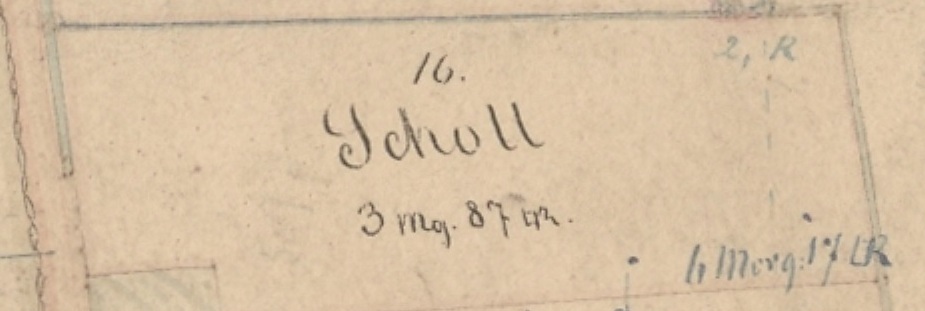 2, R
16.
Scholl
3 Mg. 87 □R.
4 Morg. 17 □R